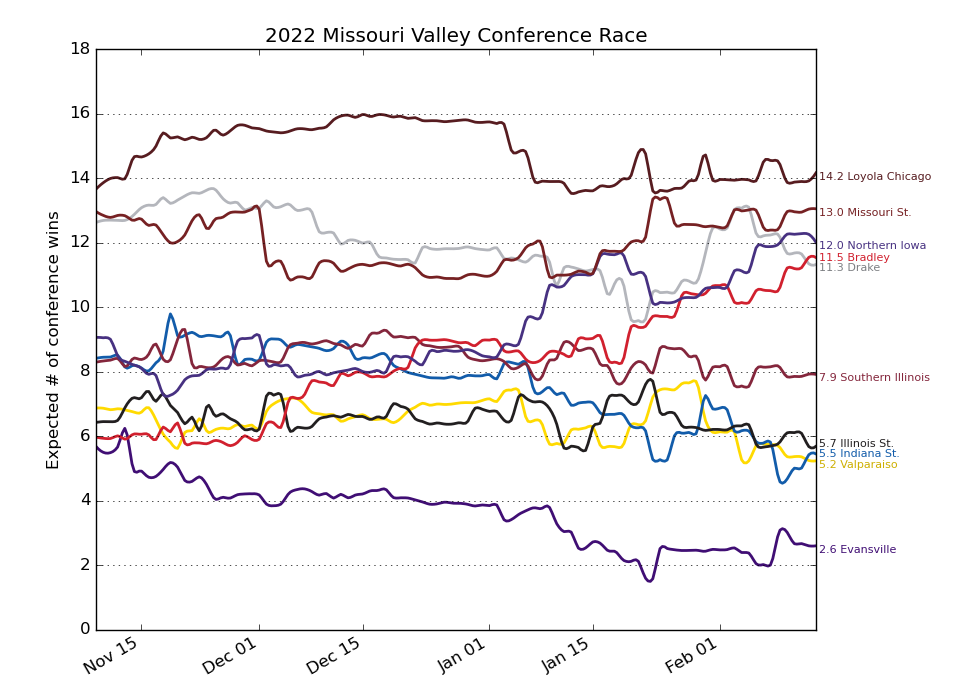 2022 Missouri Valley Conference Race
Expected # of conference wins
18
16
14
12
10
8
6
4
2
0
14.2 Loyola Chicago
13.0 Missouri St.
12.0 Northern Iowa
11.5 Bradley
11.3 Drake
7.9 Southern Illinois
5.7 Illinois St.
5.5 Indiana St.
5.2 Valparaiso
2.6 Evansville
Nov 15
Dec 01
Dec 15
Jan 01
Jan 15
Feb 01